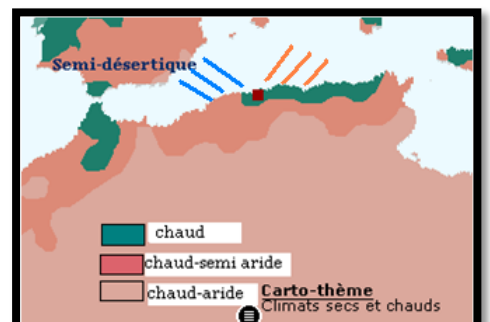 Semi-désertique
chaud
chaud-semi aride
chaud-aride
Carto-thème
Climats secs et chauds